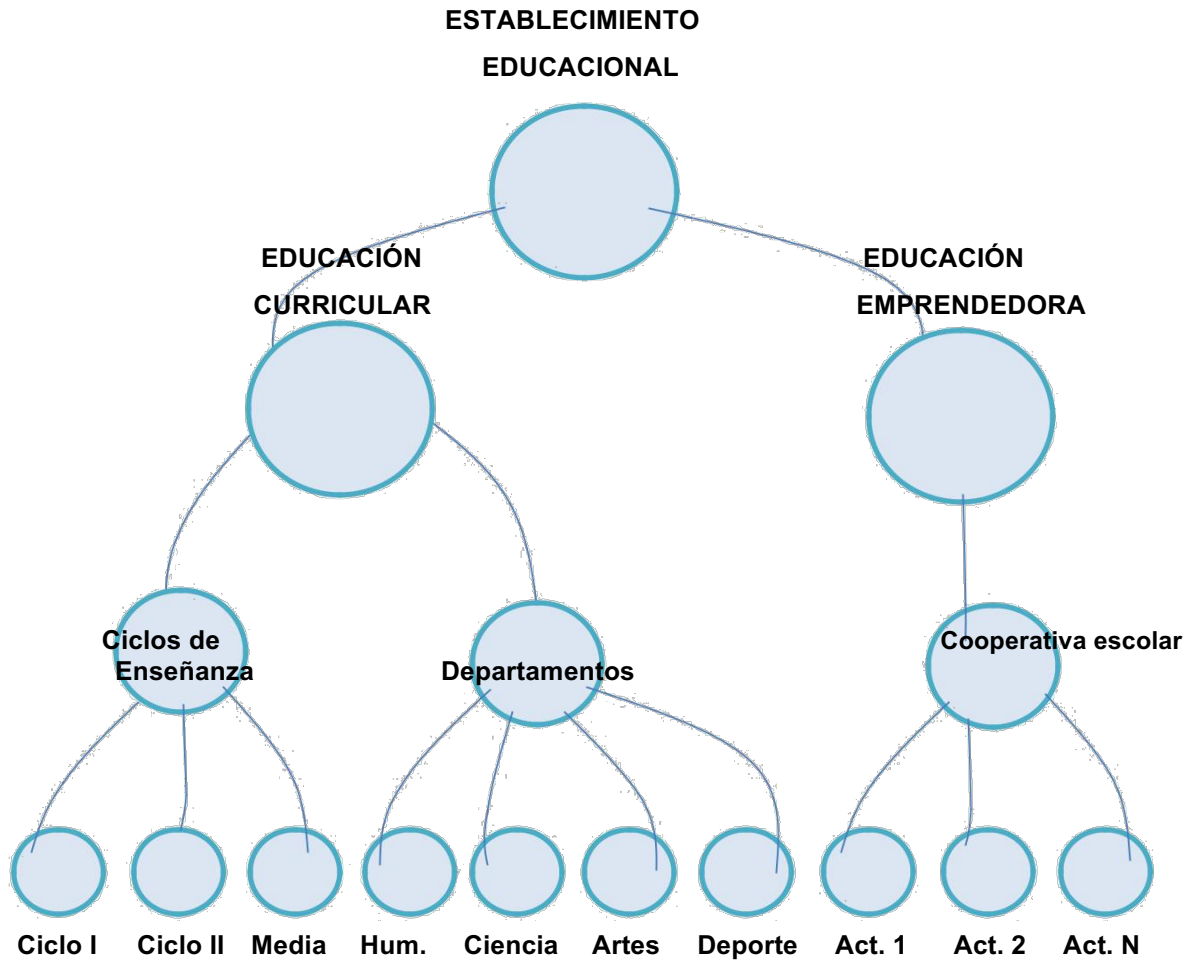 ESTABLECIMIENTO
EDUCACIONAL
EDUCACIÓN
CURRICULAR
EDUCACIÓN
EMPRENDEDORA
Ciclos de
Enseñanza
Departamentos
Cooperativa escolar
Ciclo I
Ciclo II
Media
Hum.
Ciencia
Artes
Deporte
Act. 1
Act. 2
Act. N